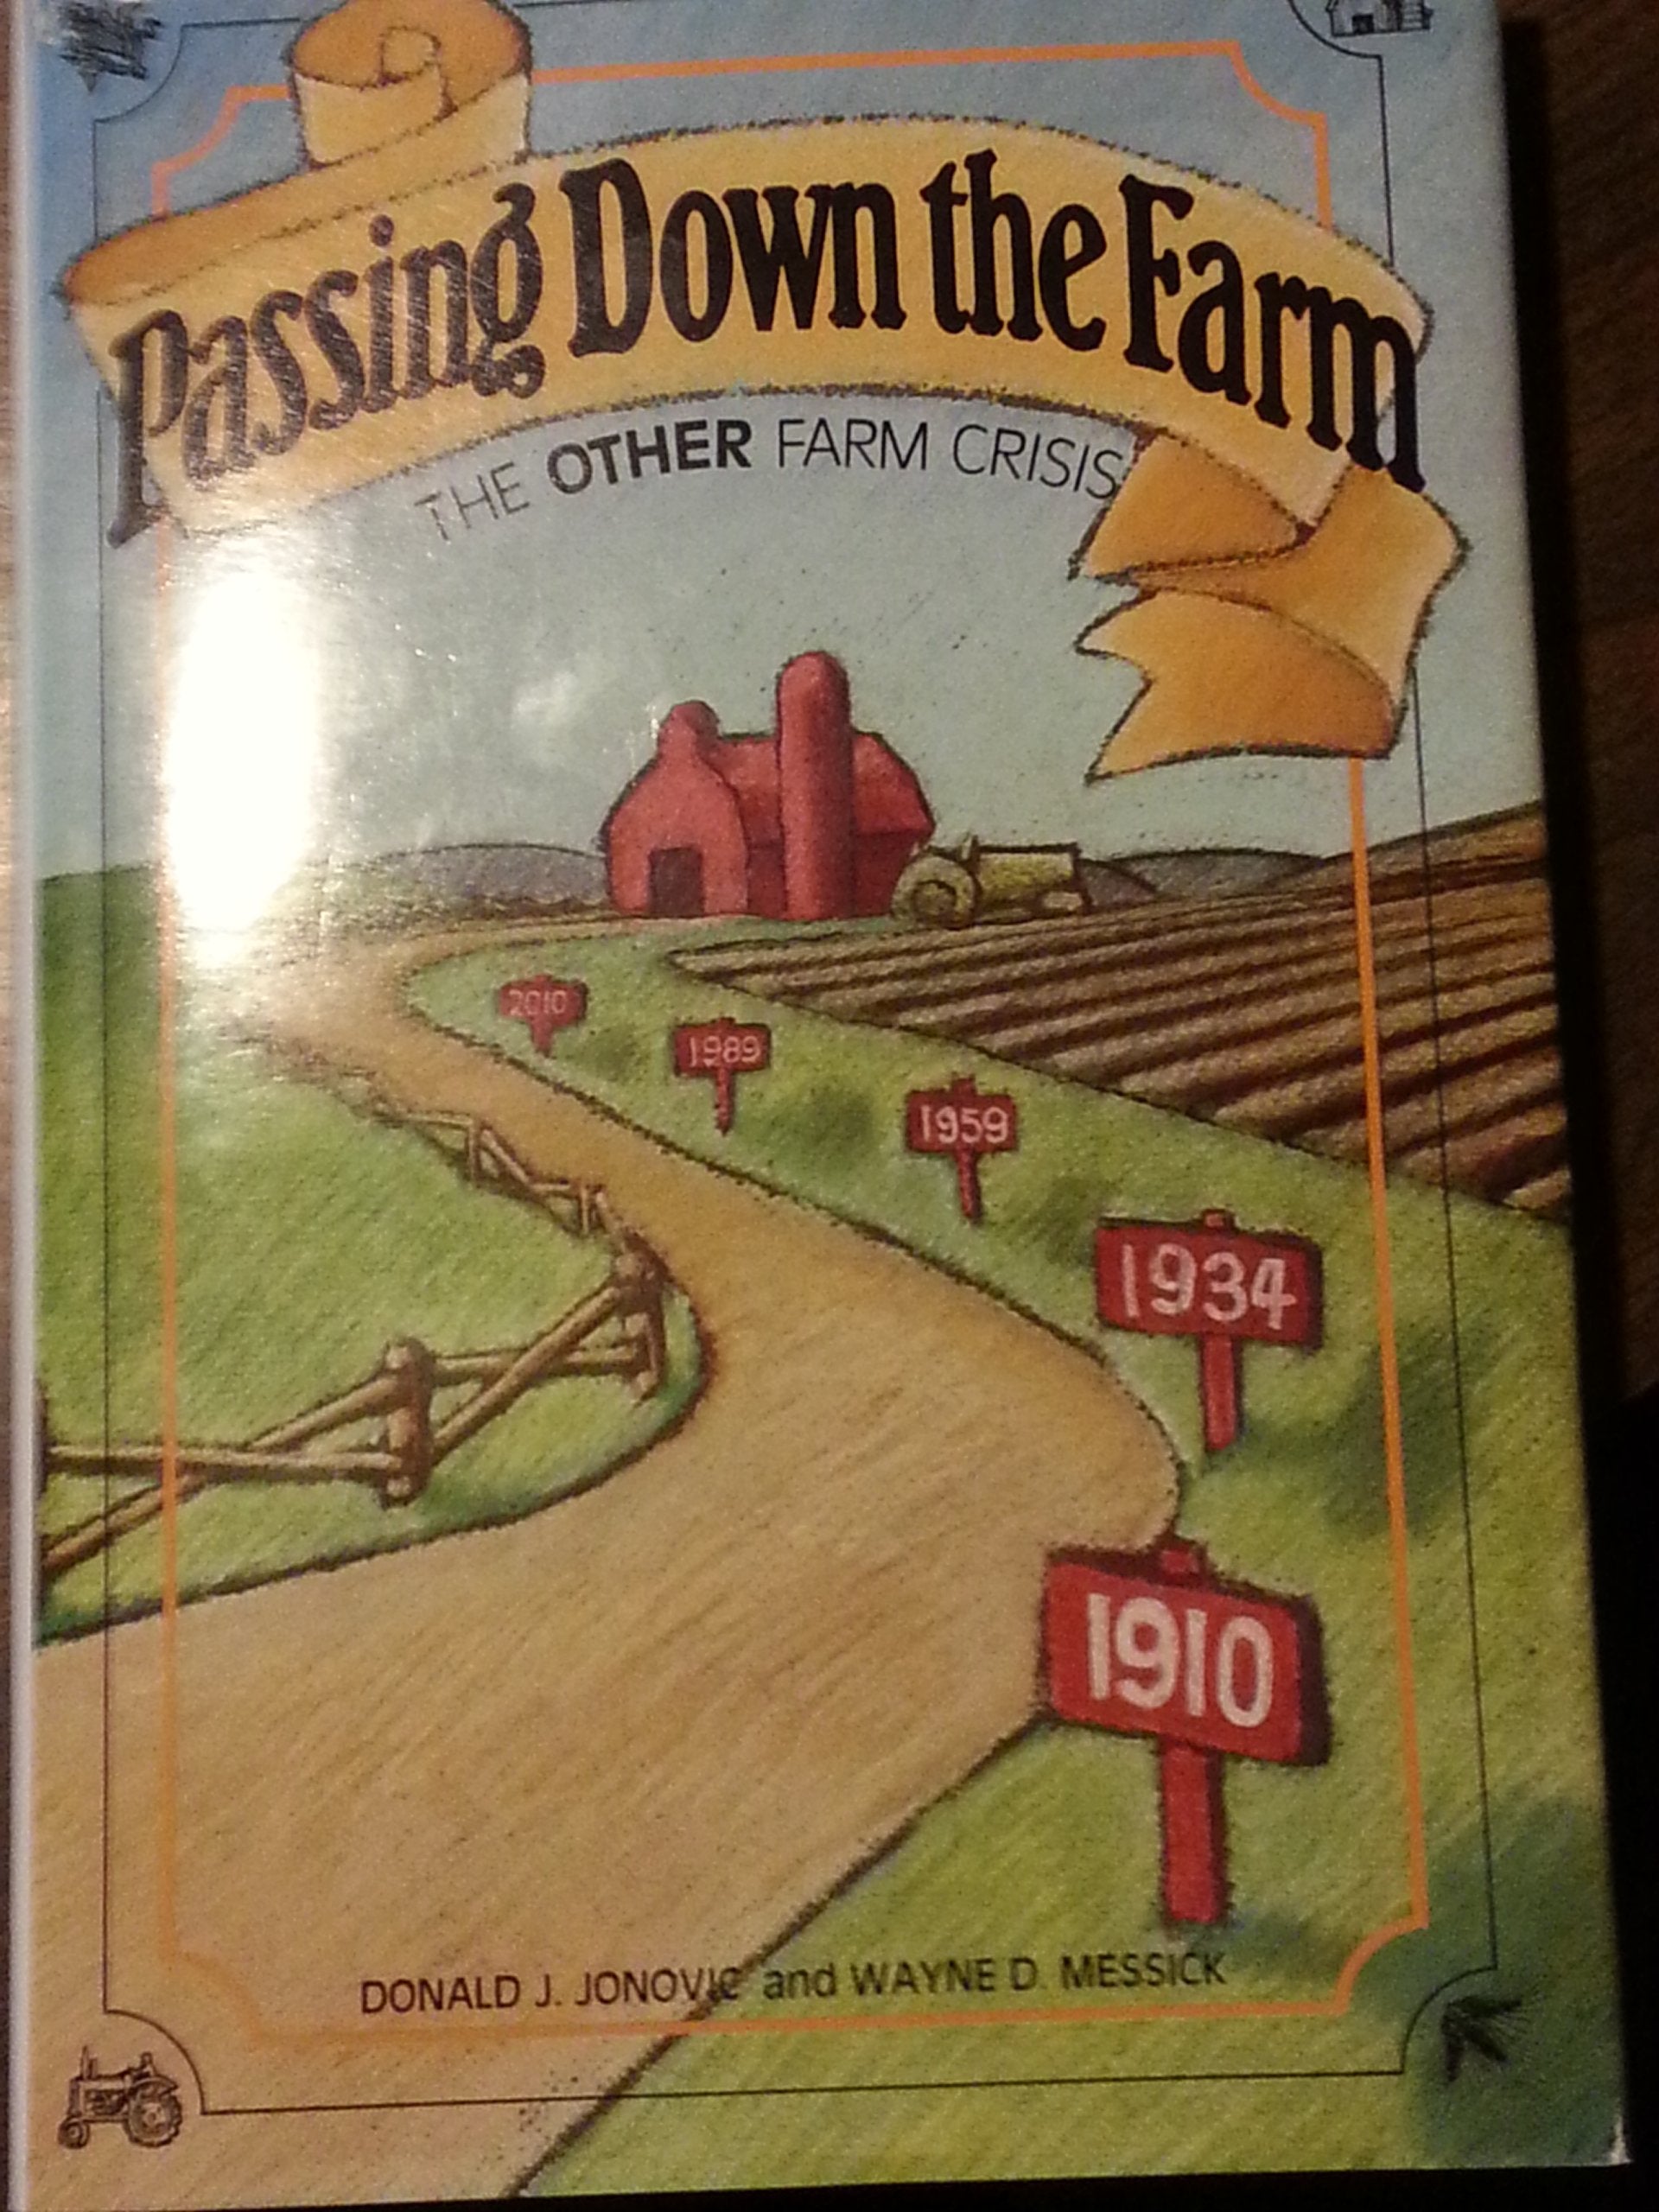 Passing Down the Farm
THE OTHER FARM CRISIS
2010
1989
1959
1934
1910
DONALD J. JONOVIC and WAYNE D. MESSICK